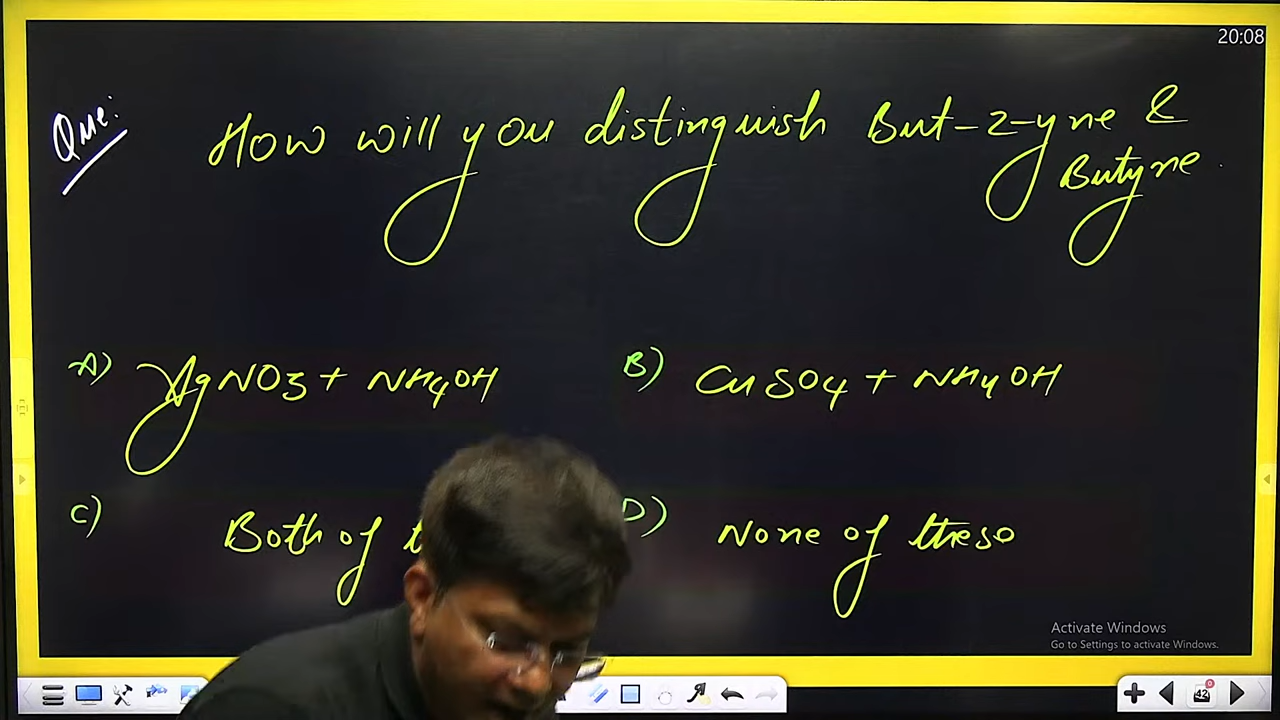 20:08
Que:
How will you distinguish But-2-yne &
Butyne.
A) AgNO3 + NH4OH
B) CuSO4 + NH4OH
C) Both of
D) None of these
Activate Windows
Go to Settings to activate Windows.
42